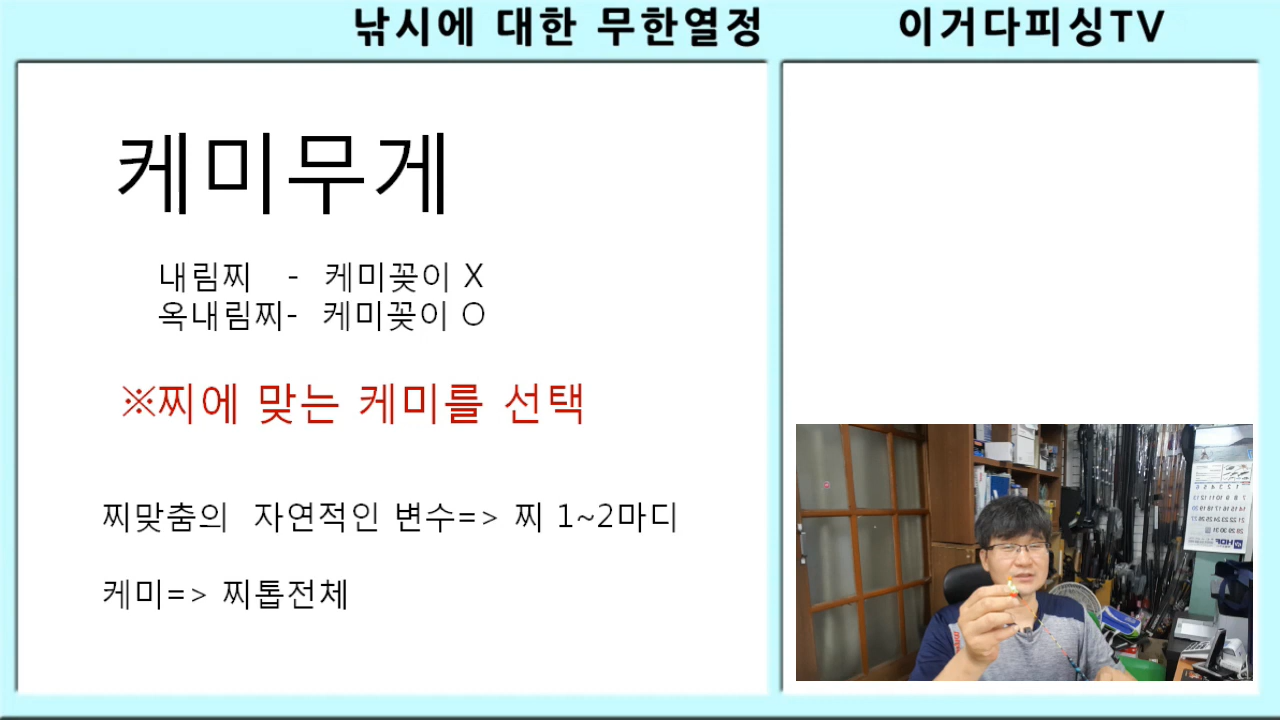 낚시에 대한 무한열정
이거다피싱TV
케미무게
내림찌 - 케미꽂이 X
옥내림찌- 케미꽂이 O
※찌에 맞는 케미를 선택
찌맞춤의 자연적인 변수=> 찌 1~2마디
케미=> 찌톱전체